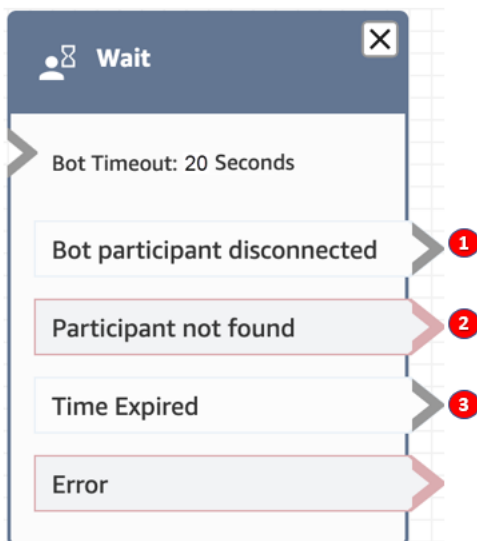 Wait
Bot Timeout: 20 Seconds
Bot participant disconnected
1
Participant not found
2
Time Expired
3
Error